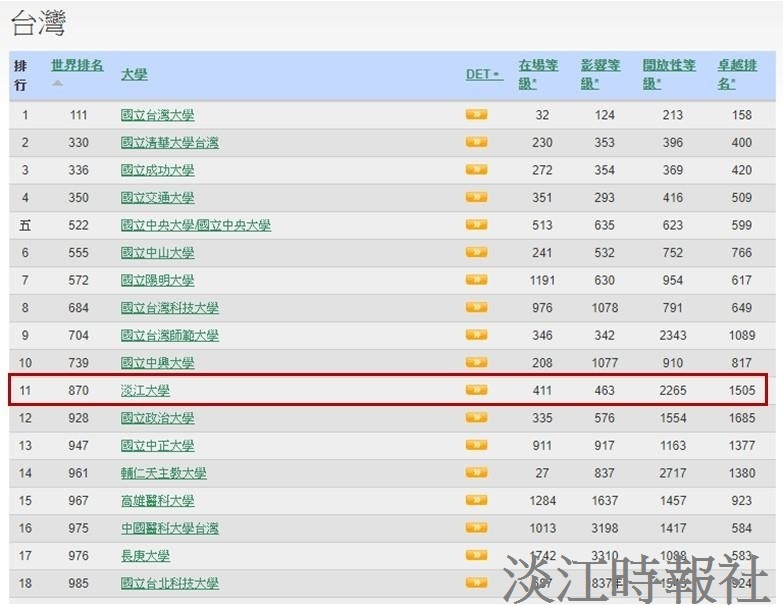 台灣
排行 世界排名 大學 DET* 在場等級* 影響等級* 開放性等級* 卓越排名*
1 111 國立台灣大學 32 124 213 158
2 330 國立清華大學台灣 230 353 396 400
3 336 國立成功大學 272 354 369 420
4 350 國立交通大學 351 293 416 509
五 522 國立中央大學/國立中央大學 513 635 623 599
6 555 國立中山大學 241 532 752 766
7 572 國立陽明大學 1191 630 954 617
8 684 國立台灣科技大學 976 1078 791 649
9 704 國立台灣師範大學 346 342 2343 1089
10 739 國立中興大學 208 1077 910 817
11 870 淡江大學 411 463 2265 1505
12 928 國立政治大學 335 576 1554 1685
13 947 國立中正大學 911 917 1163 1377
14 961 輔仁天主教大學 27 837 2717 1380
15 967 高雄醫科大學 1284 1637 1457 923
16 975 中國醫科大學台灣 1013 3198 1417 584
17 976 長庚大學 1742 3310 1088 583
18 985 國立台北科技大學 924
淡江時報社